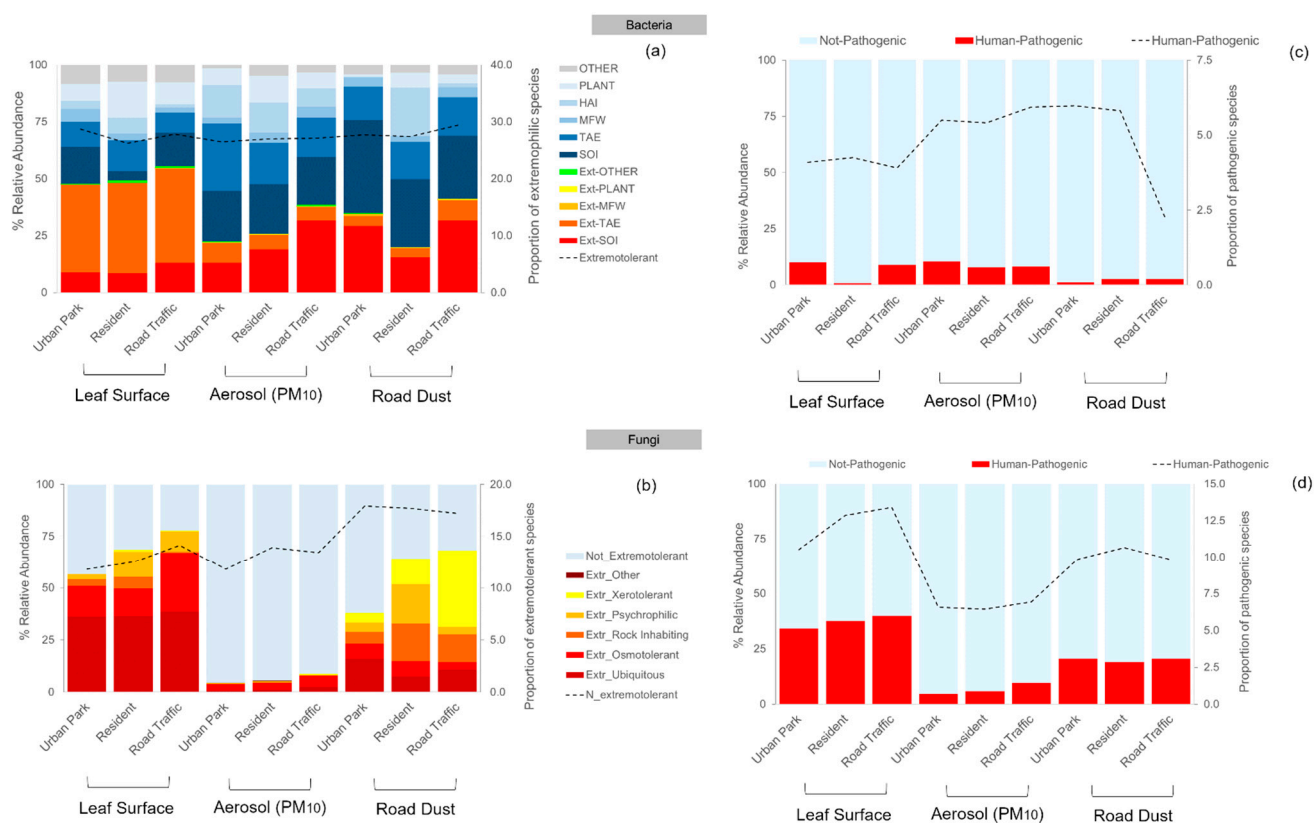 Bacteria
(a)
100
75
50
25
0
% Relative Abundance
40.0
30.0
20.0
10.0
0.0
Proportion of extremophilic species
OTHER
PLANT
HAI
MFW
TAE
SOI
Ext-OTHER
Ext-PLANT
Ext-MFW
Ext-TAE
Ext-SOI
Extremotolerant
Urban Park
Resident
Road Traffic
Urban Park
Resident
Road Traffic
Urban Park
Resident
Road Traffic
Leaf Surface
Aerosol (PM10)
Road Dust
(c)
Not-Pathogenic
Human-Pathogenic
Human-Pathogenic
100
75
50
25
0
% Relative Abundance
7.5
5.0
2.5
0.0
Proportion of pathogenic species
Urban Park
Resident
Road Traffic
Urban Park
Resident
Road Traffic
Urban Park
Resident
Road Traffic
Leaf Surface
Aerosol (PM10)
Road Dust
Fungi
(b)
100
75
50
25
0
% Relative Abundance
20.0
15.0
10.0
5.0
0.0
Proportion of extremotolerant species
Not_Extremotolerant
Extr_Other
Extr_Xerotolerant
Extr_Psychrophilic
Extr_Rock Inhabiting
Extr_Osmotolerant
Extr_Ubiquitous
N_extremotolerant
Urban Park
Resident
Road Traffic
Urban Park
Resident
Road Traffic
Urban Park
Resident
Road Traffic
Leaf Surface
Aerosol (PM10)
Road Dust
(d)
Not-Pathogenic
Human-Pathogenic
Human-Pathogenic
100
75
50
25
0
% Relative Abundance
15.0
12.5
10.0
7.5
5.0
2.5
0.0
Proportion of pathogenic species
Urban Park
Resident
Road Traffic
Urban Park
Resident
Road Traffic
Urban Park
Resident
Road Traffic
Leaf Surface
Aerosol (PM10)
Road Dust